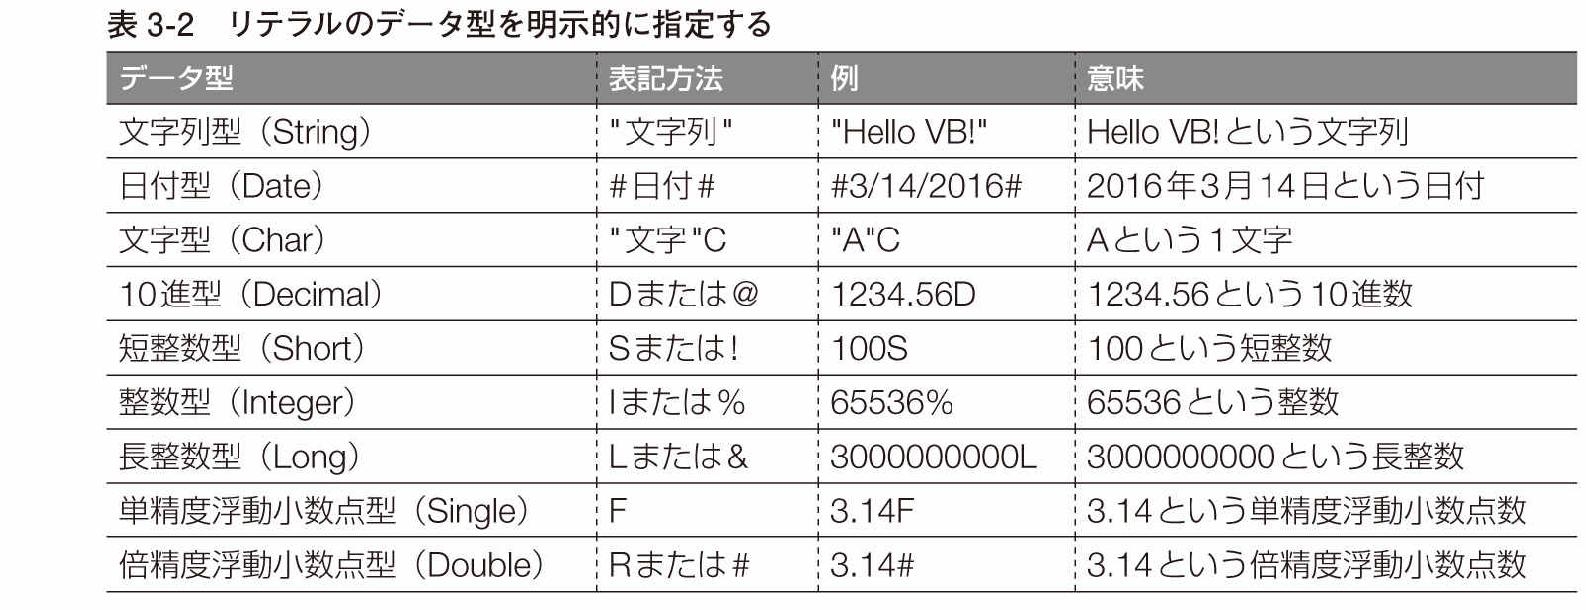 表3-2　リテラルのデータ型を明示的に指定する
データ型　表記方法　例　意味
文字列型（String）　"文字列"　"Hello VB!"　Hello VB!という文字列
日付型（Date）　#日付#　#3/14/2016#　2016年3月14日という日付
文字型（Char）　"文字"C　"A"C　Aという1文字
10進型（Decimal）　Dまたは@　1234.56D　1234.56という10進数
短整数型（Short）　Sまたは!　100S　100という短整数
整数型（Integer）　Iまたは%　65536%　65536という整数
長整数型（Long）　Lまたは&　3000000000L　3000000000という長整数
単精度浮動小数点型（Single）　F　3.14F　3.14という単精度浮動小数点数
倍精度浮動小数点型（Double）　Rまたは#　3.14#　3.14という倍精度浮動小数点数